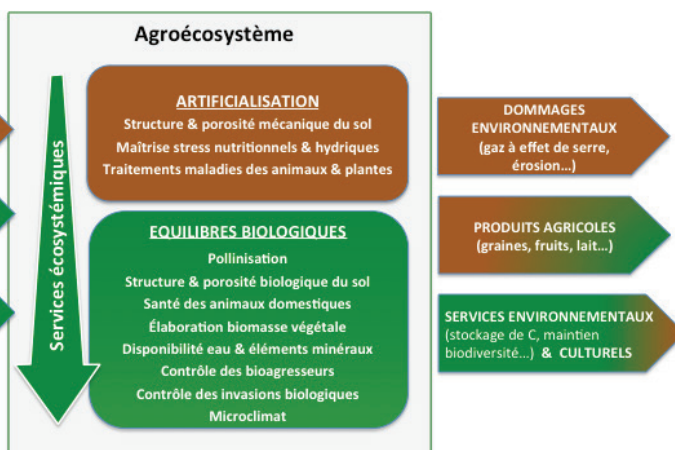 Agroécosystème
Services écosystémiques
ARTIFICIALISATION
Structure & porosité mécanique du sol
Maîtrise stress nutritionnels & hydriques
Traitements maladies des animaux & plantes
EQUILIBRES BIOLOGIQUES
Pollinisation
Structure & porosité biologique du sol
Santé des animaux domestiques
Élaboration biomasse végétale
Disponibilité eau & éléments minéraux
Contrôle des bioagresseurs
Contrôle des invasions biologiques
Microclimat
DOMMAGES
ENVIRONNEMENTAUX
(gaz à effet de serre,
érosion…)
PRODUITS AGRICOLES
(graines, fruits, lait…)
SERVICES ENVIRONNEMENTAUX
(stockage de C, maintien
biodiversité…) & CULTURELS